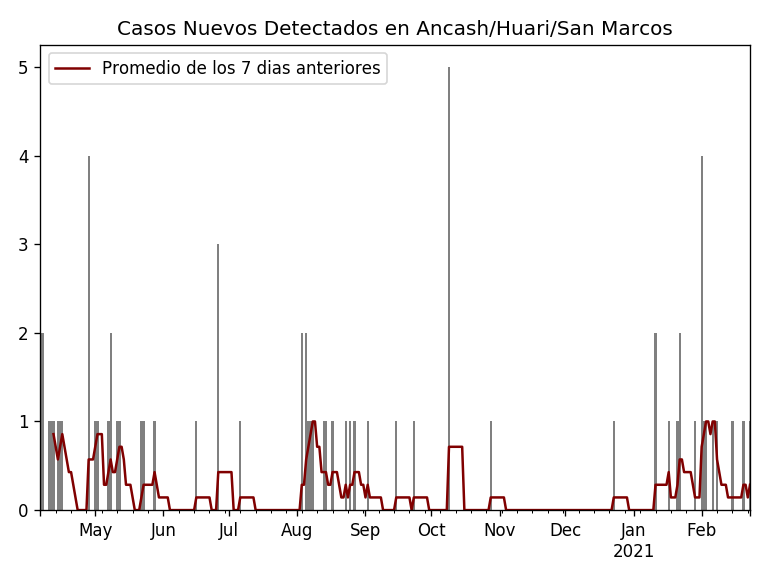 Casos Nuevos Detectados en Ancash/Huari/San Marcos
Promedio de los 7 dias anteriores
5
4
3
2
1
0
May Jun Jul Aug Sep Oct Nov Dec Jan Feb
2021